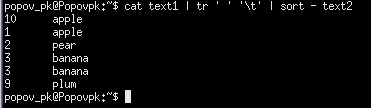 popov_pk@Popovpk:~$ cat text1 | tr ' ' '\t' | sort - text2
10	apple
1	apple
2	pear
3	banana
3	banana
9	plum
popov_pk@Popovpk:~$